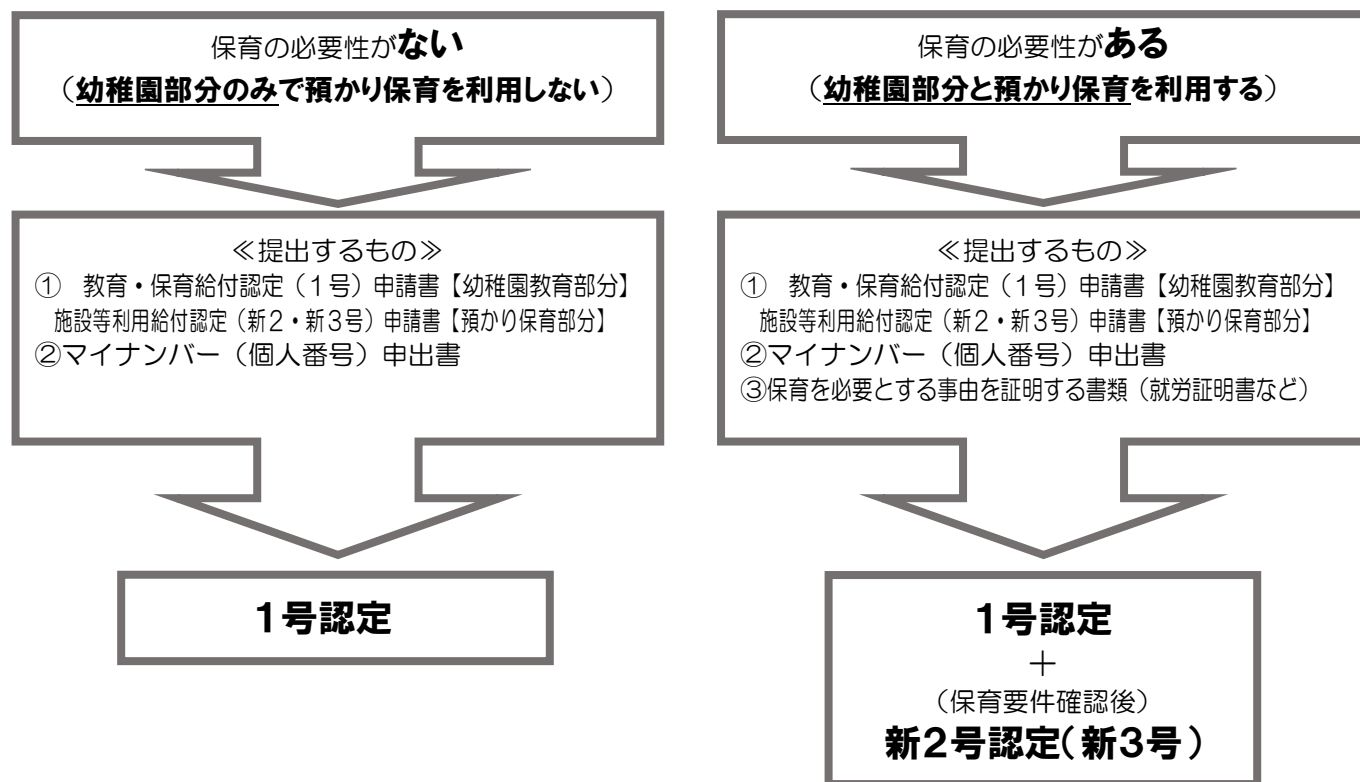 保育の必要性がない
（幼稚園部分のみで預かり保育を利用しない）
≪提出するもの≫
①　教育・保育給付認定（１号）申請書【幼稚園教育部分】
施設等利用給付認定（新２・新３号）申請書【預かり保育部分】
②マイナンバー（個人番号）申出書
１号認定
保育の必要性がある
（幼稚園部分と預かり保育を利用する）
≪提出するもの≫
①　教育・保育給付認定（１号）申請書【幼稚園教育部分】
施設等利用給付認定（新２・新３号）申請書【預かり保育部分】
②マイナンバー（個人番号）申出書
③保育を必要とする事由を証明する書類（就労証明書など）
１号認定
＋
（保育要件確認後）
新２号認定（新３号）